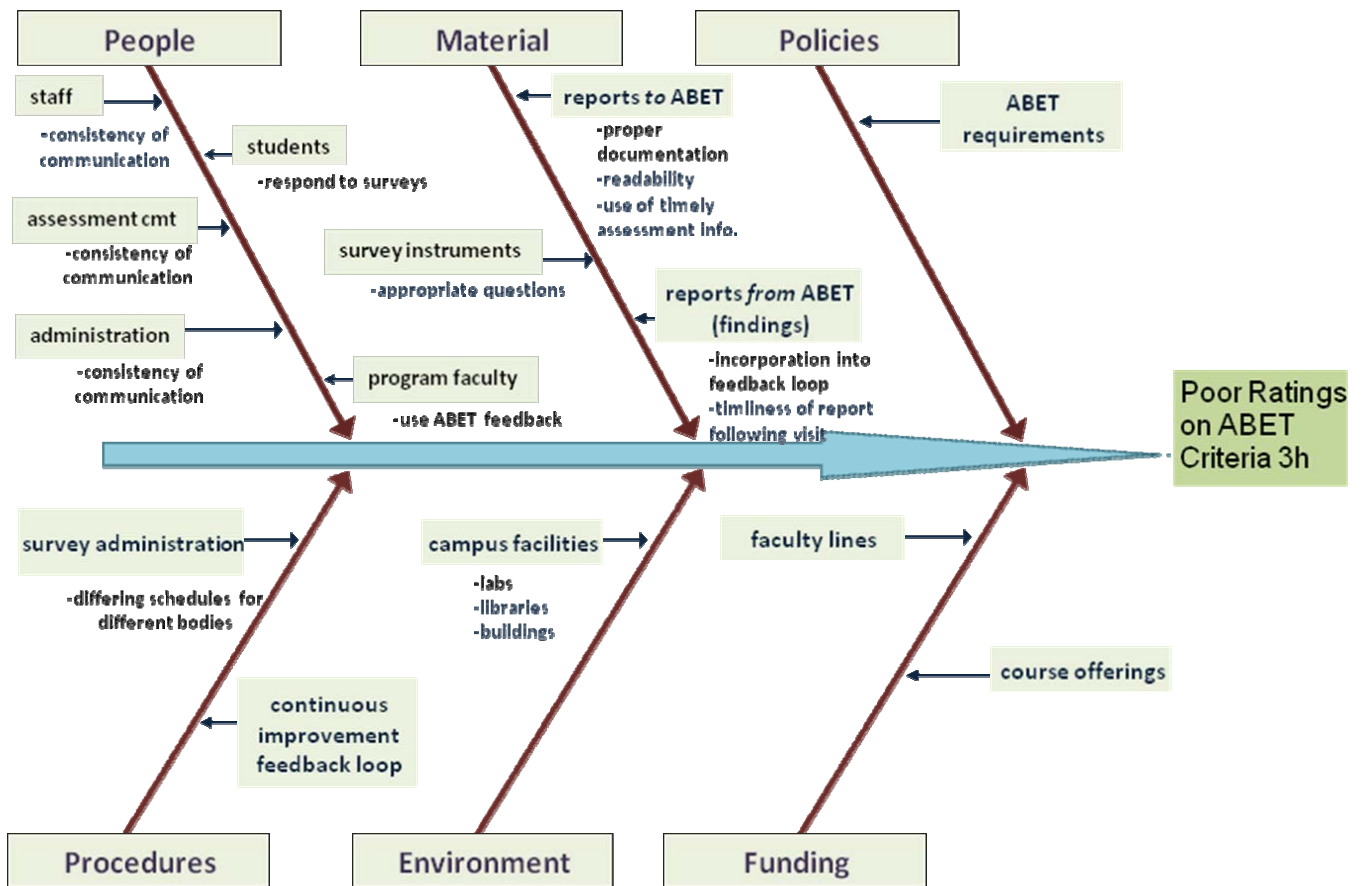 People
Material
Policies
staff
-consistency of
communication
students
-respond to surveys
assessment cmt
-consistency of
communication
administration
-consistency of
communication
program faculty
-use ABET feedback
reports to ABET
-proper
documentation
-readability
-use of timely
assessment info.
survey instruments
-appropriate questions
reports from ABET
(findings)
-incorporation into
feedback loop
-timliness of report
following visit
ABET
requirements
Poor Ratings
on ABET
Criteria 3h
survey administration
-differing schedules for
different bodies
continuous
improvement
feedback loop
campus facilities
-labs
-libraries
-buildings
faculty lines
course offerings
Procedures
Environment
Funding